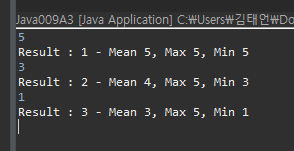 Java009A3 [Java Application] C:\Users\김태언\Do
5
Result : 1 - Mean 5, Max 5, Min 5
3
Result : 2 - Mean 4, Max 5, Min 3
1
Result : 3 - Mean 3, Max 5, Min 1